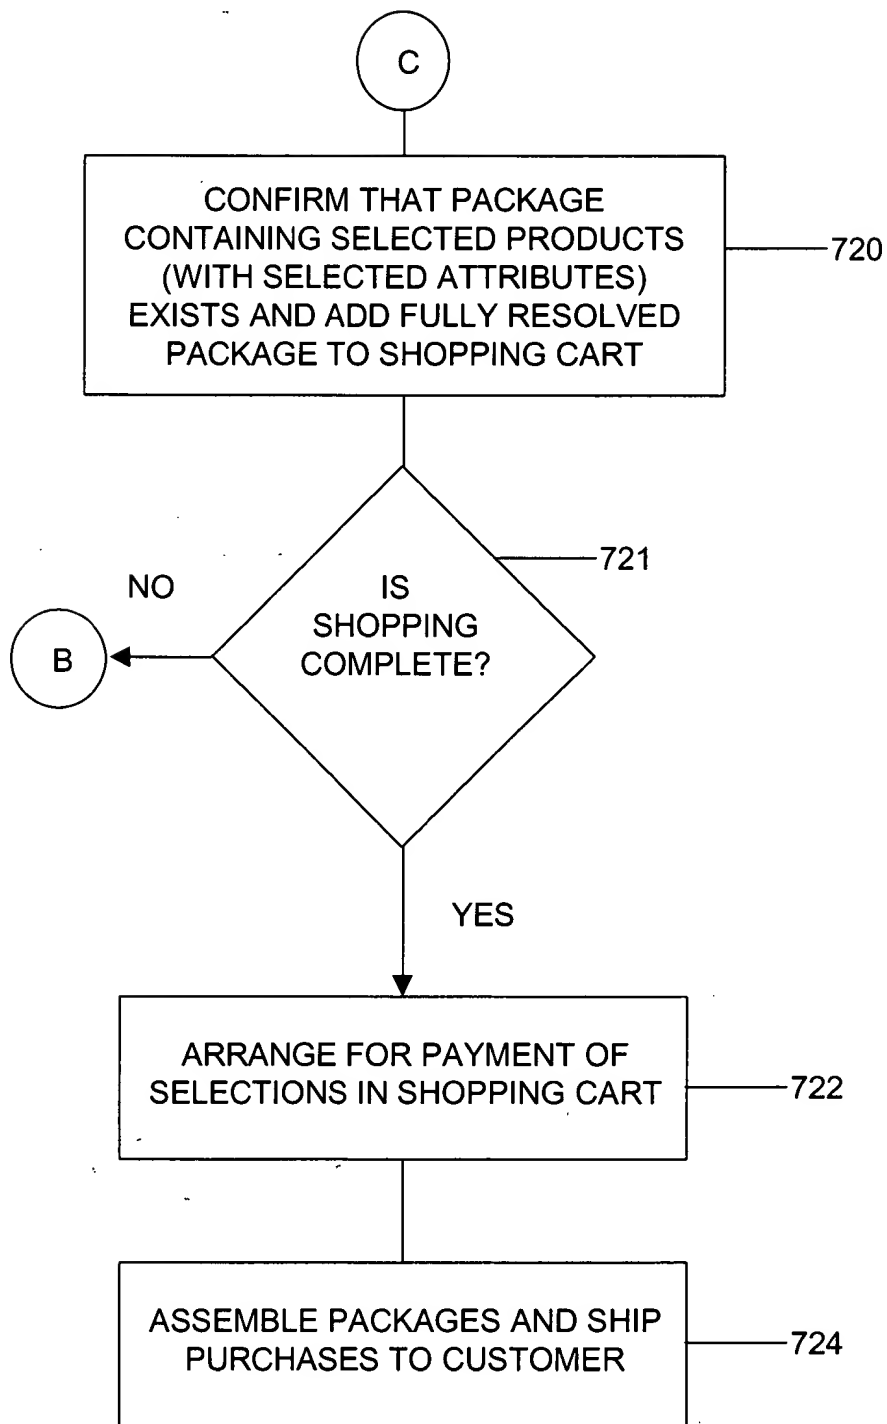 C
CONFIRM THAT PACKAGE
CONTAINING SELECTED PRODUCTS
(WITH SELECTED ATTRIBUTES)
EXISTS AND ADD FULLY RESOLVED
PACKAGE TO SHOPPING CART
720
721
NO
IS
SHOPPING
COMPLETE?
B
YES
ARRANGE FOR PAYMENT OF
SELECTIONS IN SHOPPING CART
722
ASSEMBLE PACKAGES AND SHIP
PURCHASES TO CUSTOMER
724